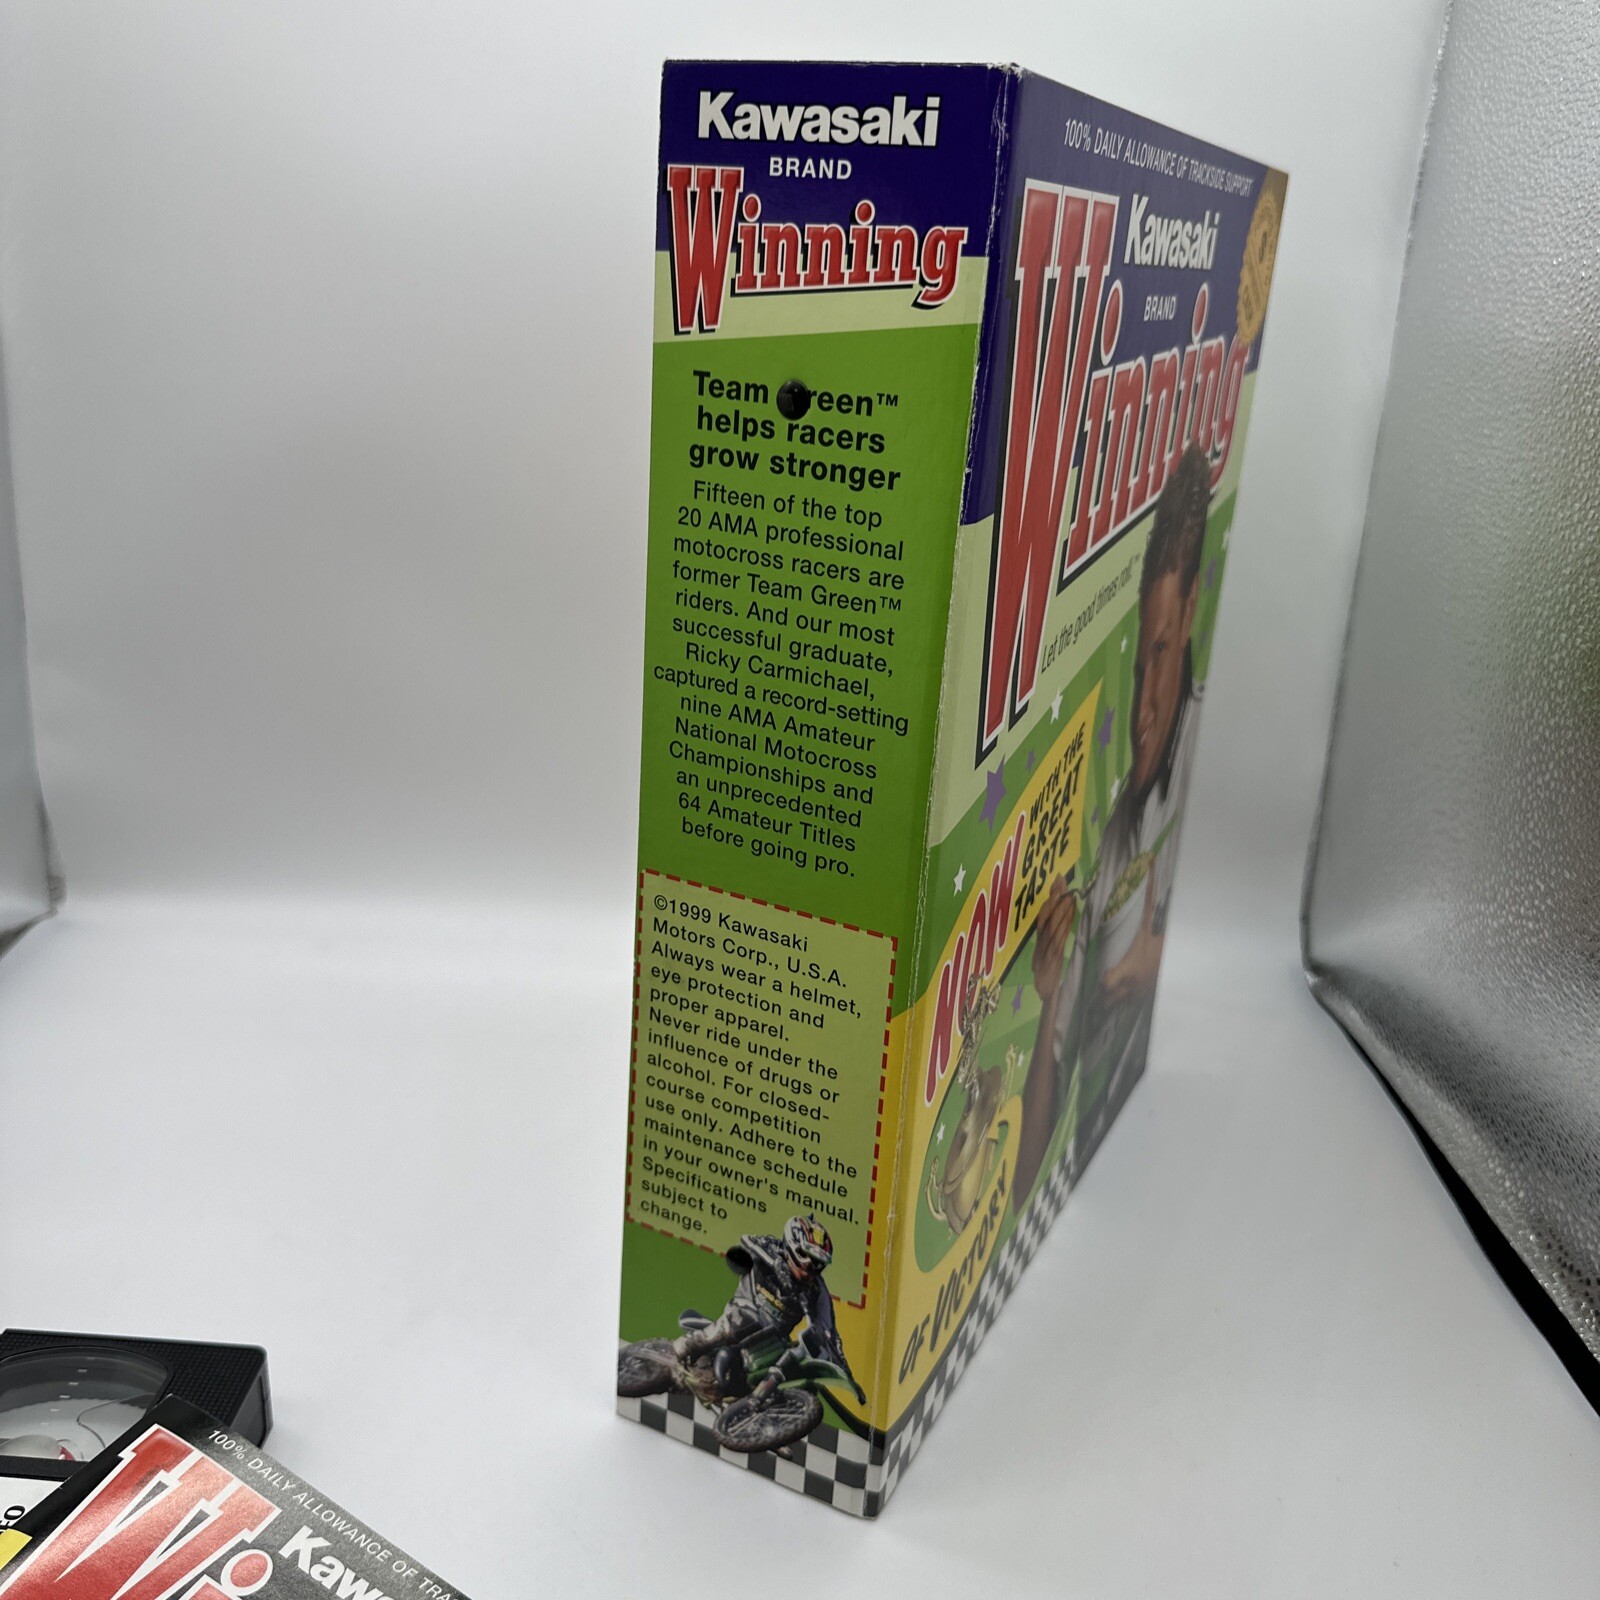 Kawasaki
BRAND
Winning
Team reen™
helps racers
grow stronger
Fifteen of the top
20 AMA professional
motocross racers are
former Team Green™
riders. And our most
successful graduate,
Ricky Carmichael,
captured a record-setting
nine AMA Amateur
National Motocross
Championships and
an unprecedented
64 Amateur Titles
before going pro.
©1999 Kawasaki
Motors Corp., U.S.A.
Always wear a helmet,
eye protection and
proper apparel.
Never ride under the
influence of drugs or
alcohol. For closed-
course competition
use only. Adhere to the
maintenance schedule
in your owner's manual.
Specifications
subject to
change.
100% DAILY ALLOWANCE OF TRACKSIDE SUPPORT
Kawasaki
BRAND
Winning
Let the good times roll.™
NOW
WITH THE
GREAT
TASTE
OF VICTORY
100% DAILY ALLOWANCE OF TRA
Kawa
Wi